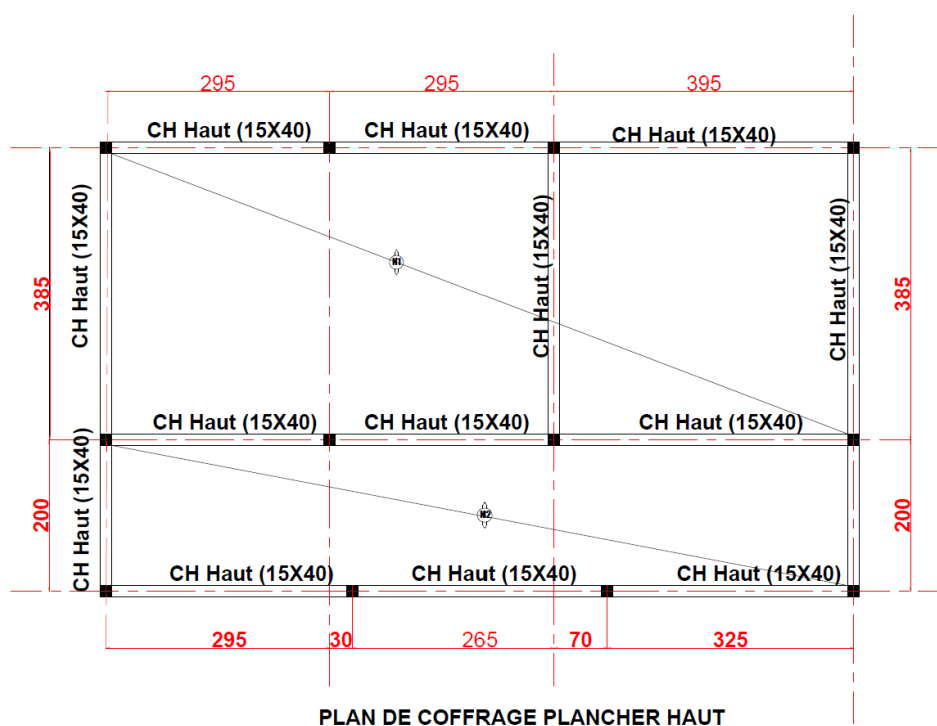 295 295 395
CH Haut (15X40) CH Haut (15X40) CH Haut (15X40)
385 CH Haut (15X40) CH Haut (15X40) CH Haut (15X40) 385
N1
CH Haut (15X40) CH Haut (15X40) CH Haut (15X40)
200 CH Haut (15X40) N2 200
CH Haut (15X40) CH Haut (15X40) CH Haut (15X40)
295 30 265 70 325
PLAN DE COFFRAGE PLANCHER HAUT